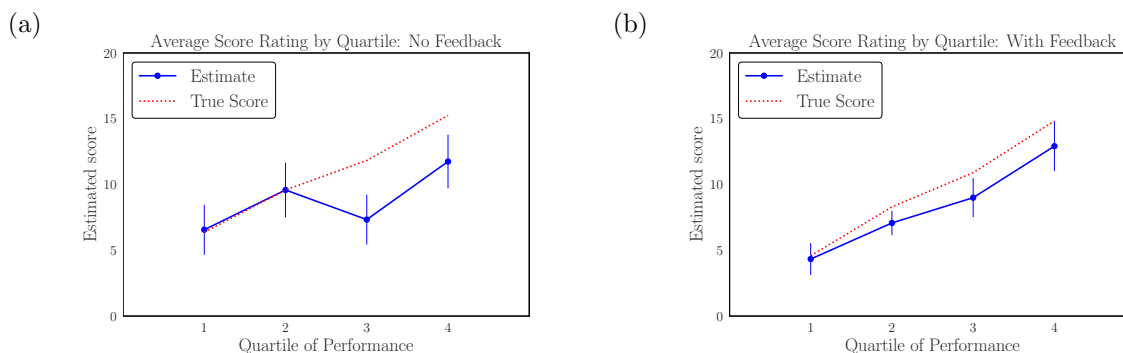 (a)
Average Score Rating by Quartile: No Feedback
20
15
10
5
0
Estimated score
Estimate
True Score
1 2 3 4
Quartile of Performance
(b)
Average Score Rating by Quartile: With Feedback
20
15
10
5
0
Estimated score
Estimate
True Score
1 2 3 4
Quartile of Performance